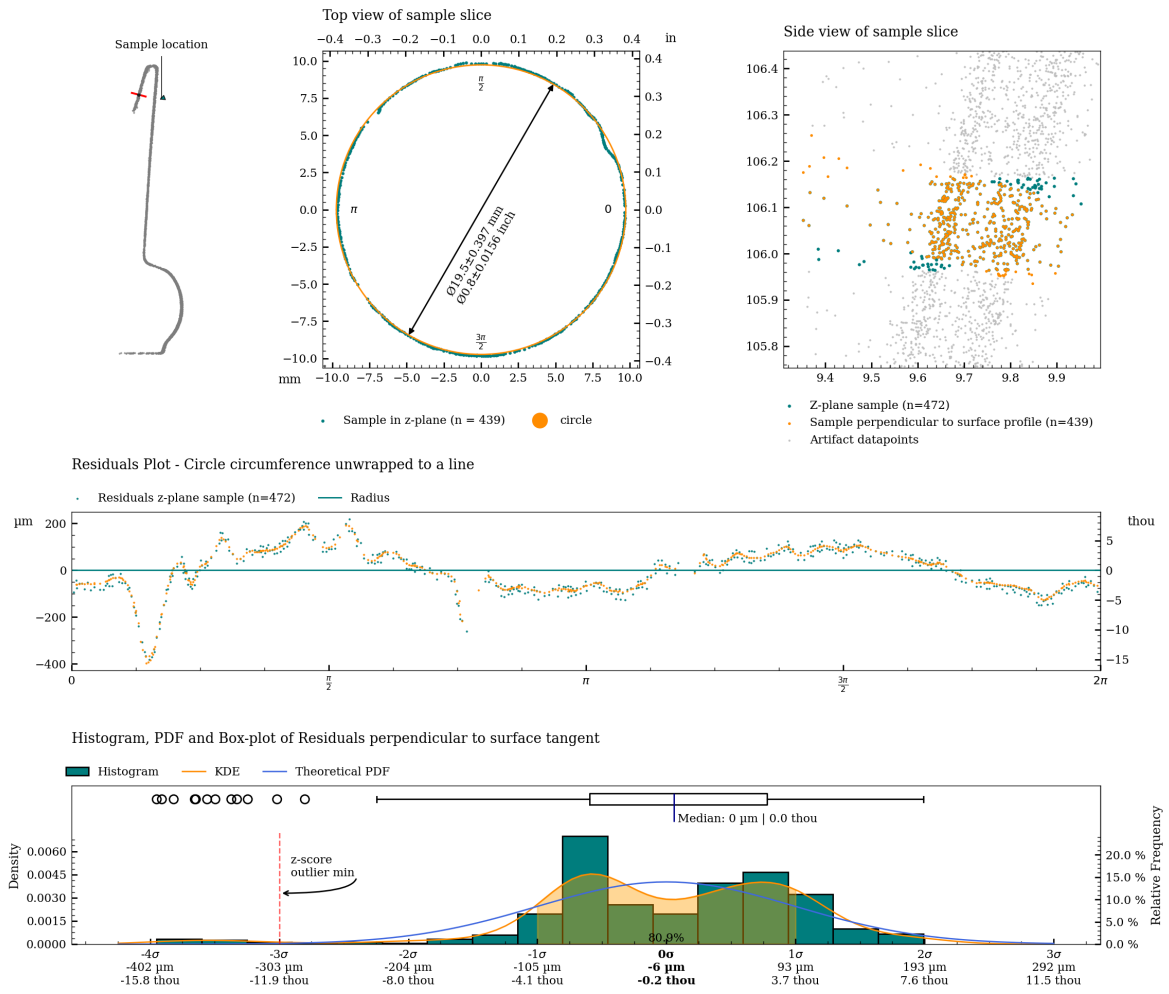 Sample location
Top view of sample slice
−0.4 −0.3 −0.2 −0.1 0.0 0.1 0.2 0.3 0.4 in
10.0
7.5
5.0
2.5
0.0
−2.5
−5.0
−7.5
−10.0
mm
0.4
0.3
0.2
0.1
0.0
−0.1
−0.2
−0.3
−0.4
π/2
π
0
3π/2
Ø19.5±0.397 mm
Ø0.8±0.0156 inch
−10.0 −7.5 −5.0 −2.5 0.0 2.5 5.0 7.5 10.0
Sample in z-plane (n = 439) circle
Side view of sample slice
106.4
106.3
106.2
106.1
106.0
105.9
105.8
9.4 9.5 9.6 9.7 9.8 9.9
Z-plane sample (n=472)
Sample perpendicular to surface profile (n=439)
Artifact datapoints
Residuals Plot - Circle circumference unwrapped to a line
Residuals z-plane sample (n=472) Radius
µm
200
0
−200
−400
thou
5
0
−5
−10
−15
0 π/2 π 3π/2 2π
Histogram, PDF and Box-plot of Residuals perpendicular to surface tangent
Histogram KDE Theoretical PDF
Median: 0 µm | 0.0 thou
z-score
outlier min
Density
0.0060
0.0045
0.0030
0.0015
0.0000
Relative Frequency
20.0 %
15.0 %
10.0 %
5.0 %
0.0 %
80.9%
-4σ -3σ -2σ -1σ 0σ 1σ 2σ 3σ
-402 µm -303 µm -204 µm -105 µm -6 µm 93 µm 193 µm 292 µm
-15.8 thou -11.9 thou -8.0 thou -4.1 thou -0.2 thou 3.7 thou 7.6 thou 11.5 thou